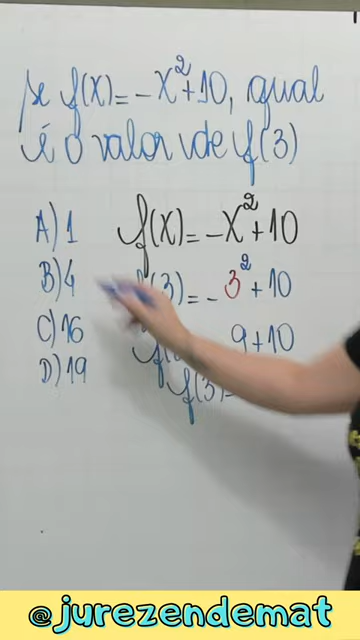 se f(x) = -x²+10, qual
é o valor de f(3)
A) 1
B) 4
C) 16
D) 19
f(x) = -x²+10
(3) = -3² + 10
9 + 10
f(3) =
@jurezendemat